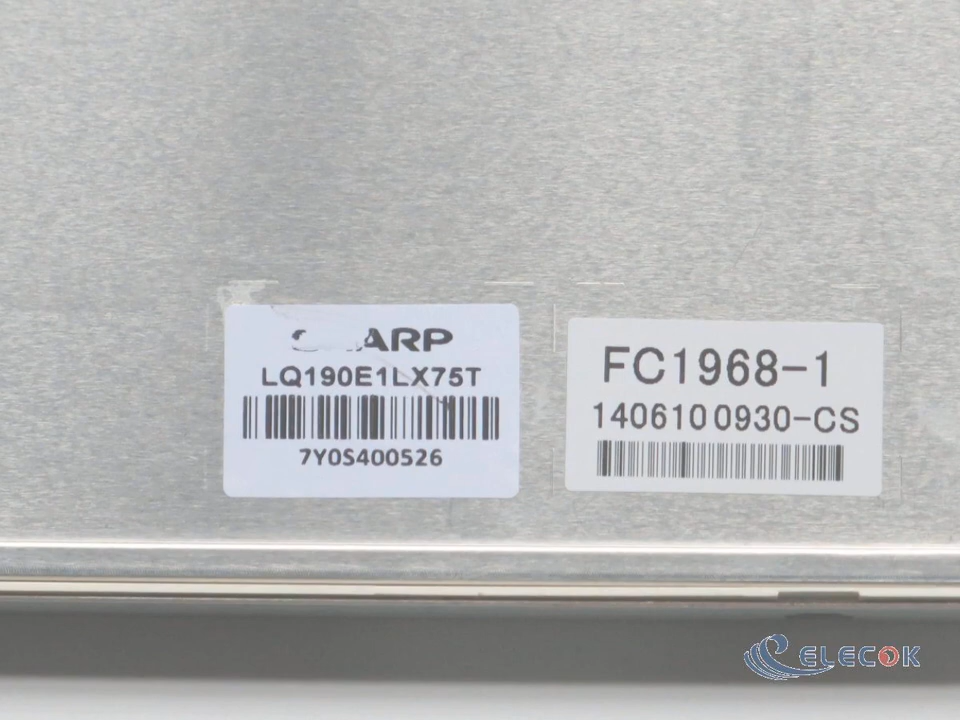 SHARP
LQ190E1LX75T
7Y0S400526
FC1968-1
1406100930-CS
ELECOK